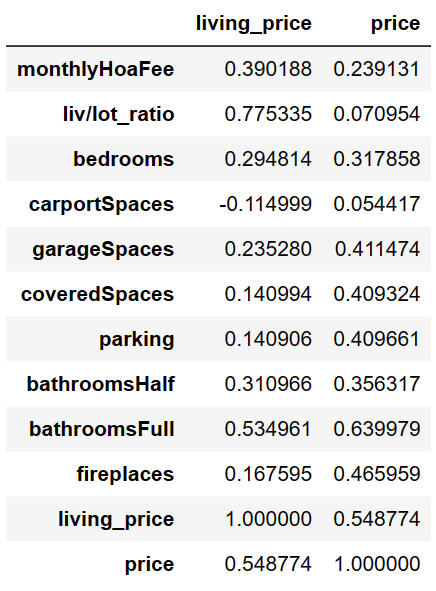 living_price price
monthlyHoaFee 0.390188 0.239131
liv/lot_ratio 0.775335 0.070954
bedrooms 0.294814 0.317858
carportSpaces -0.114999 0.054417
garageSpaces 0.235280 0.411474
coveredSpaces 0.140994 0.409324
parking 0.140906 0.409661
bathroomsHalf 0.310966 0.356317
bathroomsFull 0.534961 0.639979
fireplaces 0.167595 0.465959
living_price 1.000000 0.548774
price 0.548774 1.000000